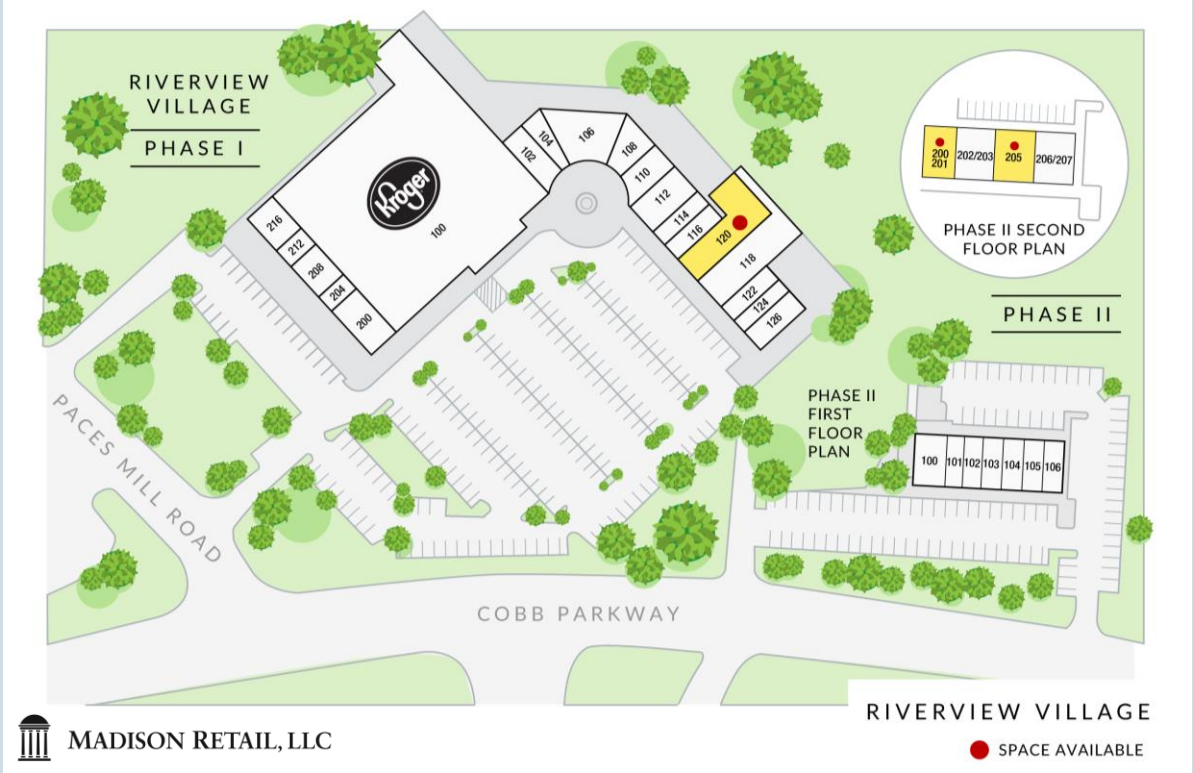 RIVERVIEW
VILLAGE
PHASE I
Kroger
100
216
212
208
204
200
102
104
106
108
110
112
114
116
120
118
122
124
126
200
201
202/203
205
206/207
PHASE II SECOND
FLOOR PLAN
PHASE II
PHASE II
FIRST
FLOOR
PLAN
100
101
102
103
104
105
106
PACES MILL ROAD
COBB PARKWAY
MADISON RETAIL, LLC
RIVERVIEW VILLAGE
SPACE AVAILABLE